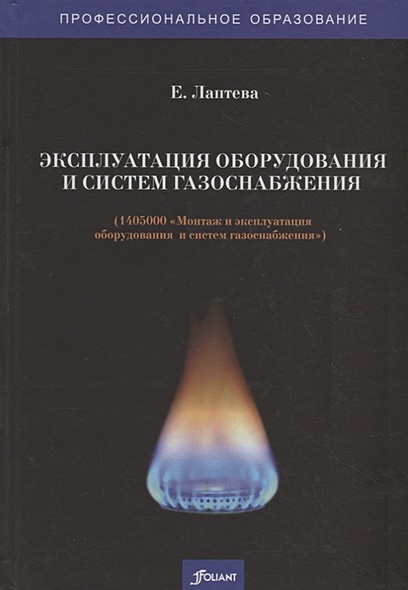 ПРОФЕССИОНАЛЬНОЕ ОБРАЗОВАНИЕ
Е. Лаптева
ЭКСПЛУАТАЦИЯ ОБОРУДОВАНИЯ
И СИСТЕМ ГАЗОСНАБЖЕНИЯ
(1405000 «Монтаж и эксплуатация
оборудования и систем газоснабжения»)
FOLIANT